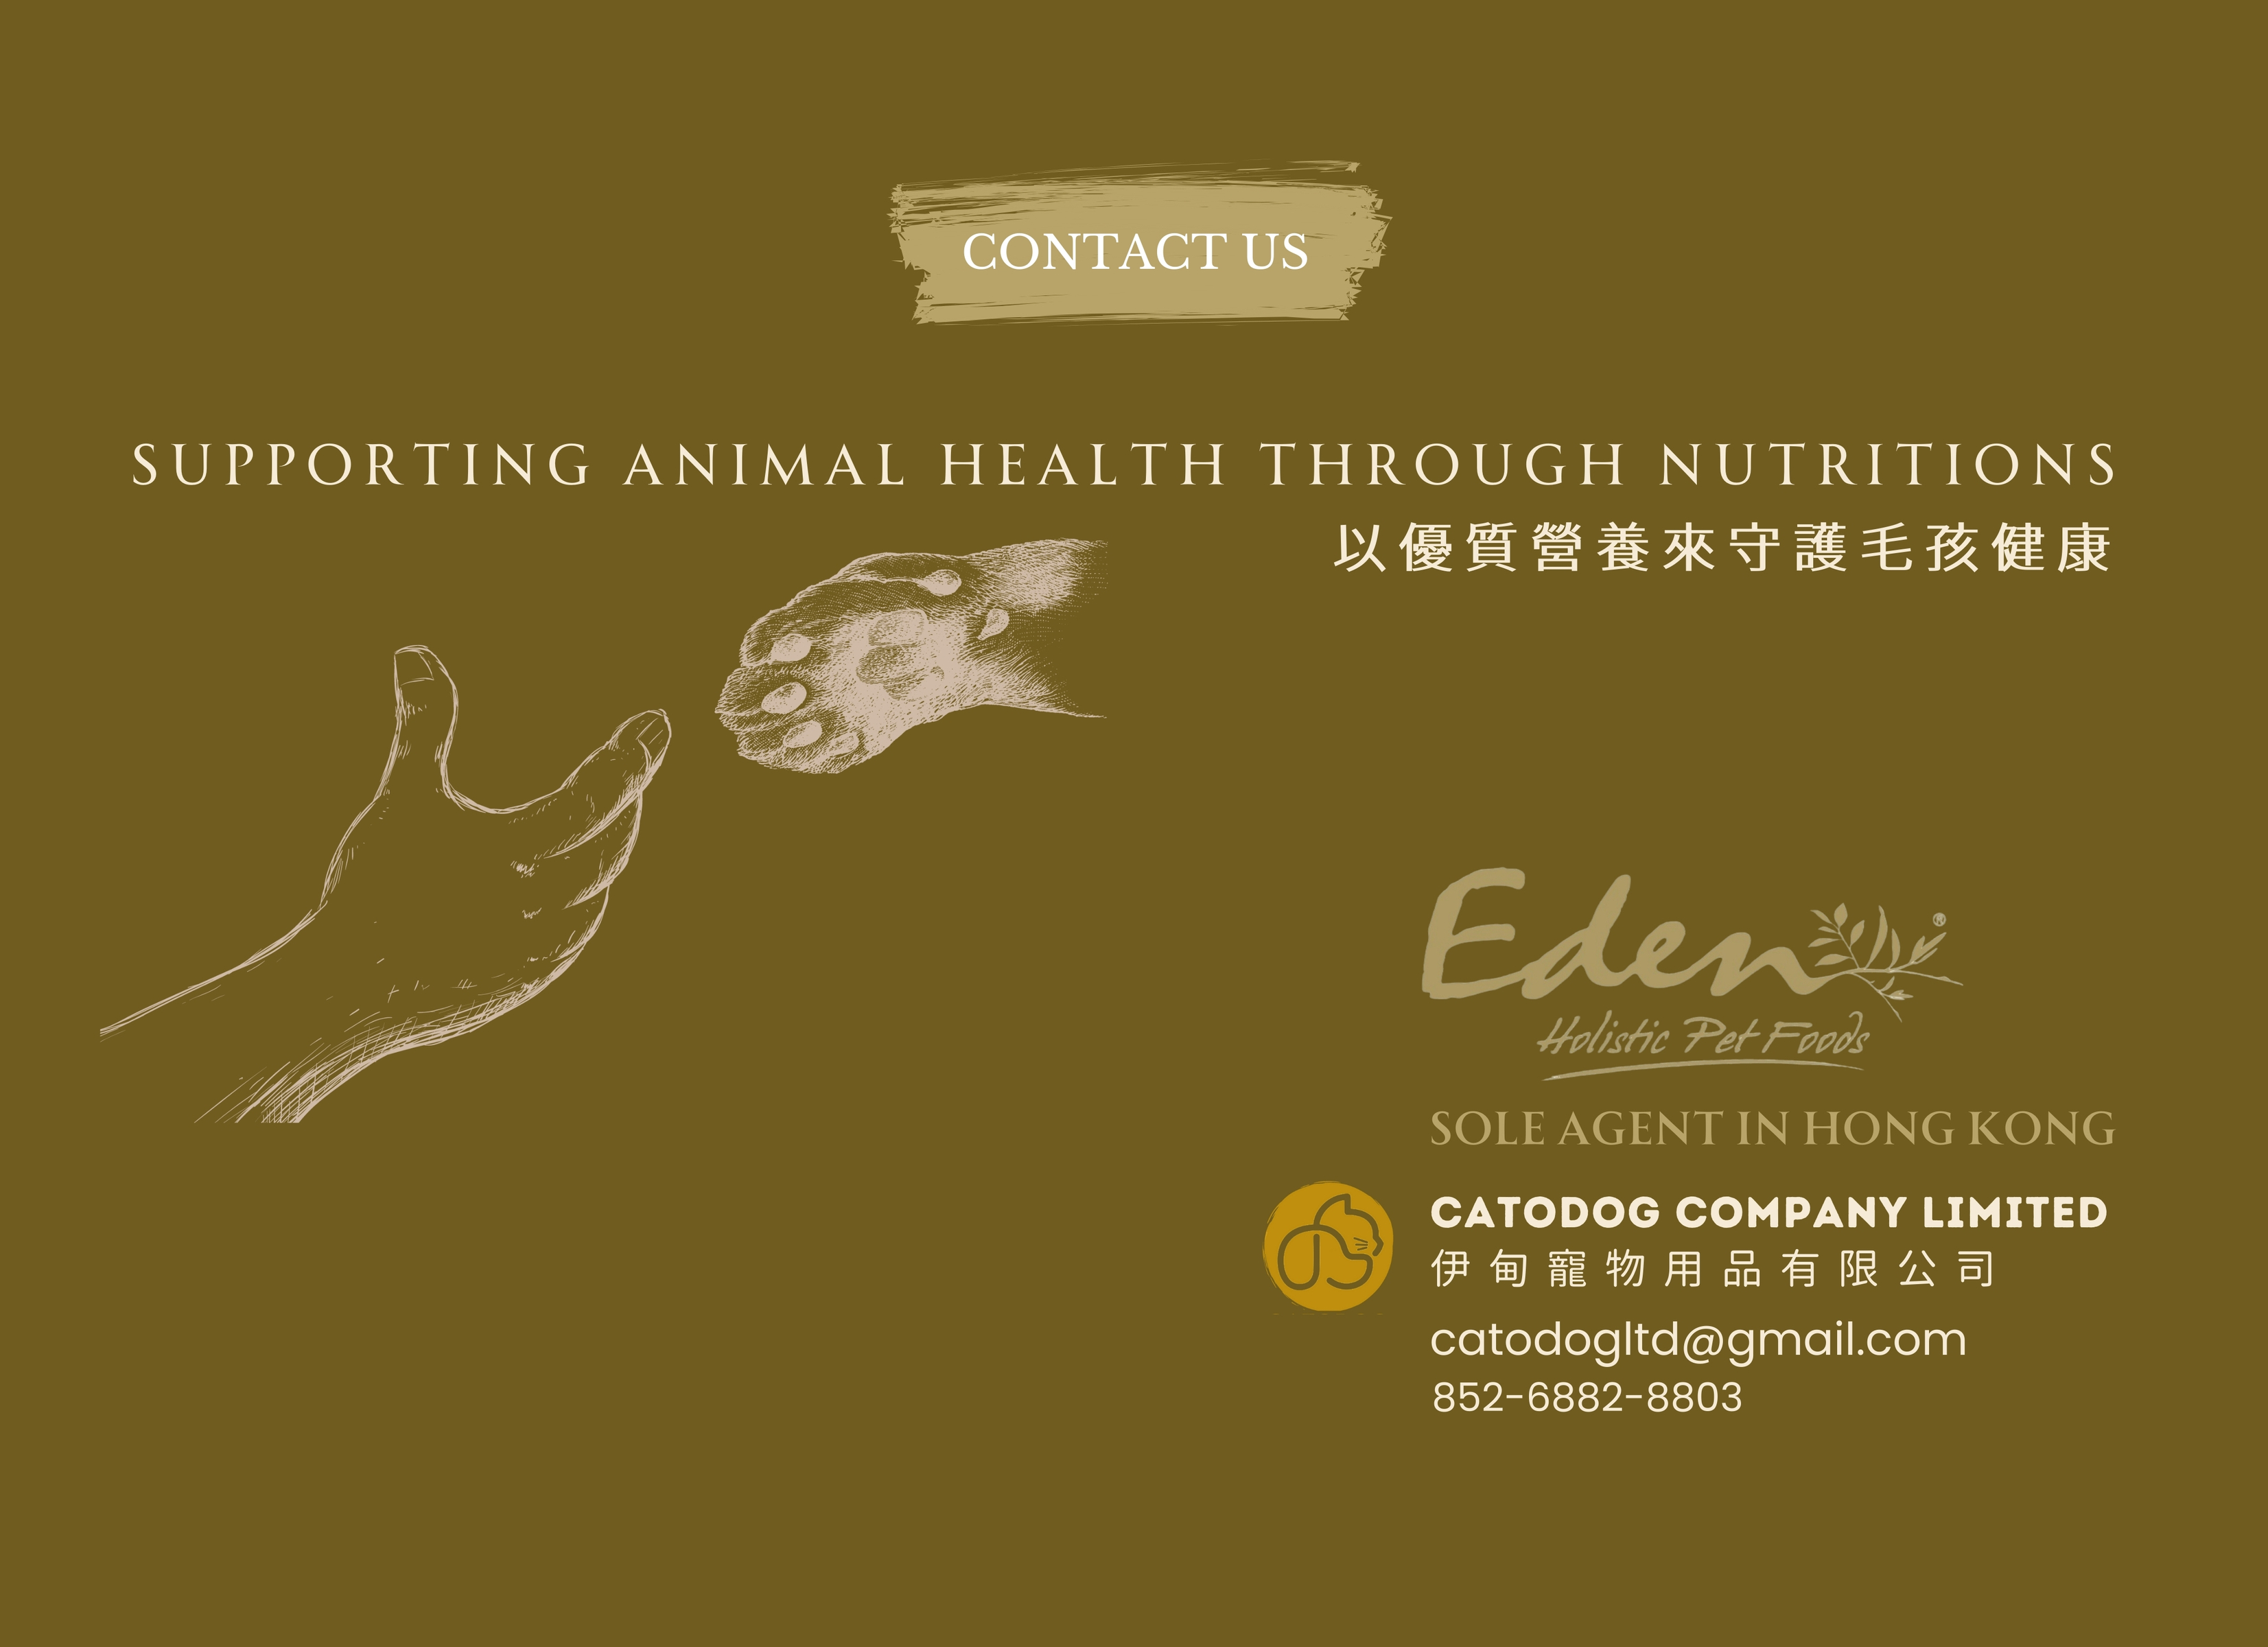 CONTACT US
SUPPORTING ANIMAL HEALTH THROUGH NUTRITIONS
以優質營養來守護毛孩健康
Eden
Holistic Pet Foods
SOLE AGENT IN HONG KONG
CATODOG COMPANY LIMITED
伊甸寵物用品有限公司
catodogltd@gmail.com
852-6882-8803